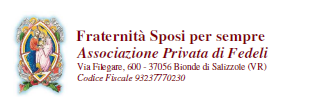 Fraternità Sposi per sempre
Associazione Privata di Fedeli
Via Filegare, 600 - 37056 Bionde di Salizzole (VR)
Codice Fiscale 93237770230